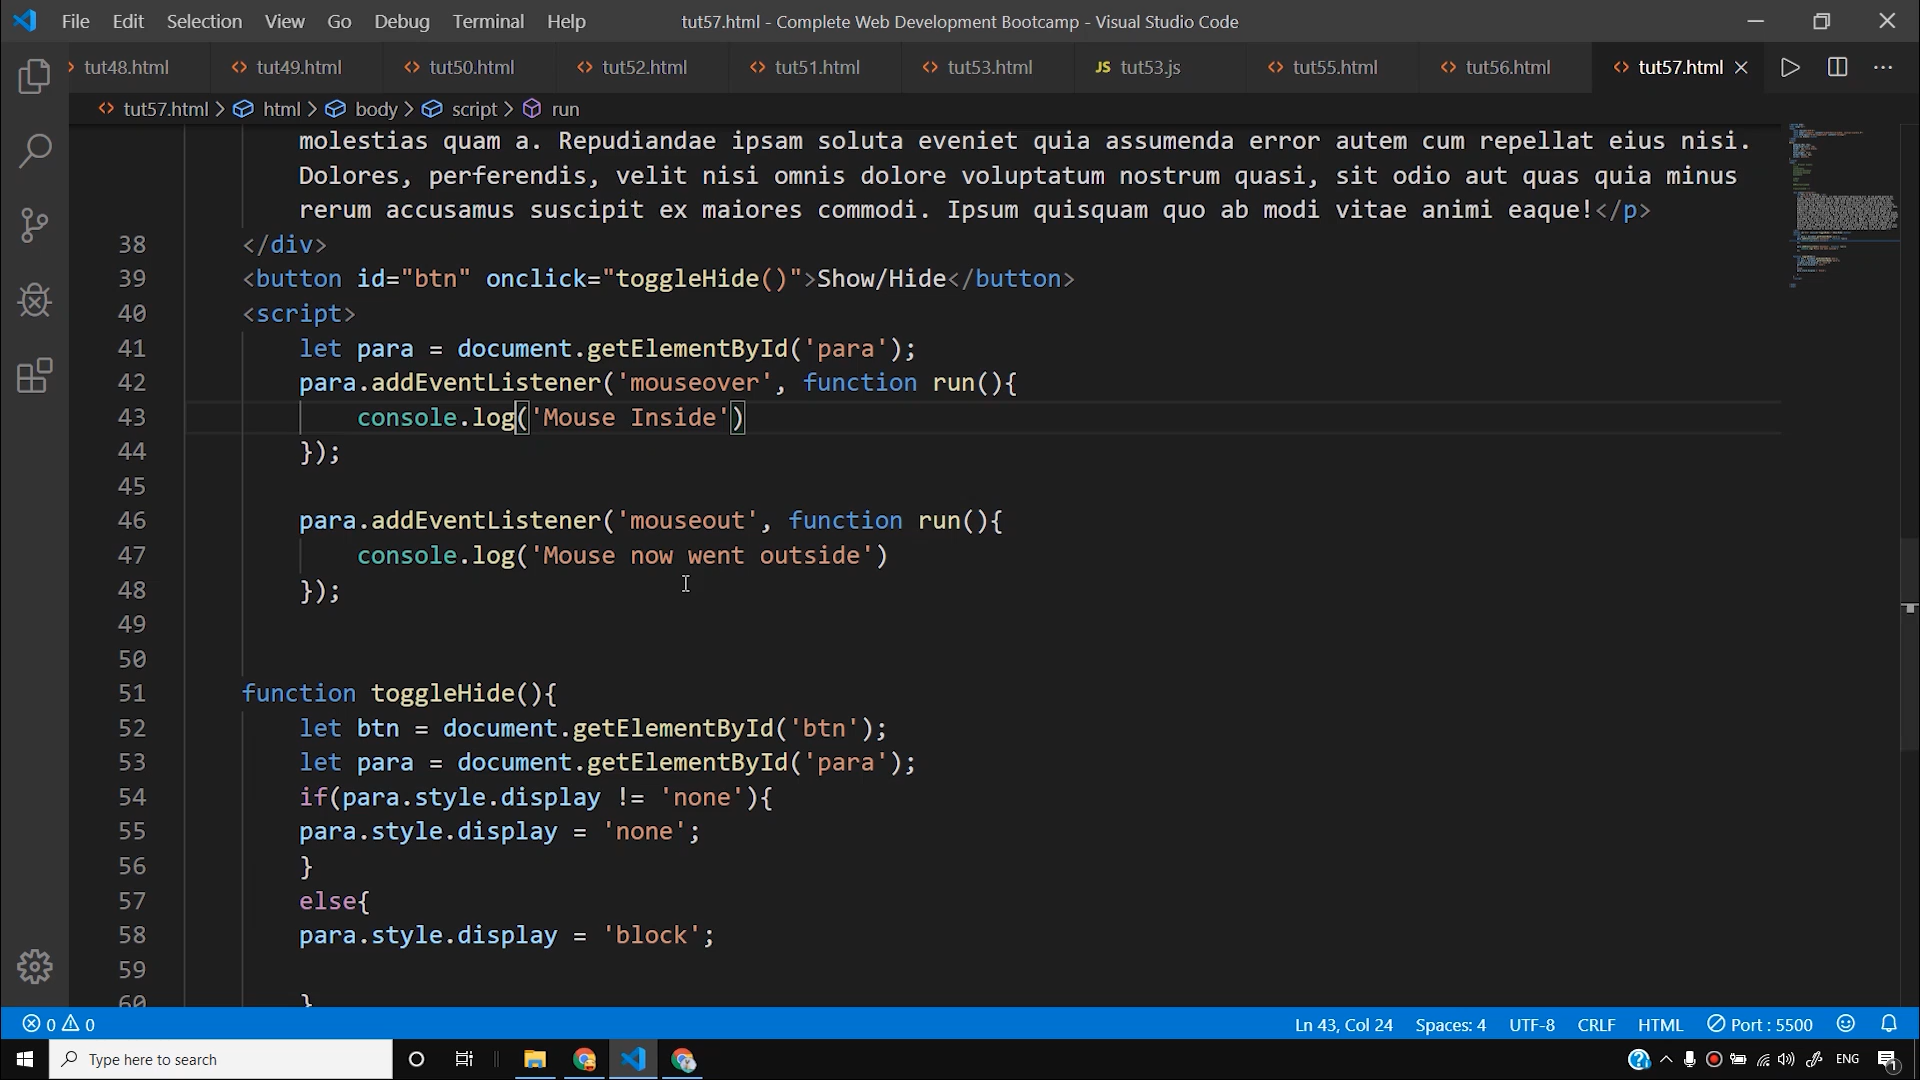 File Edit Selection View Go Debug Terminal Help tut57.html - Complete Web Development Bootcamp - Visual Studio Code
tut48.html tut49.html tut50.html tut52.html tut51.html tut53.html JS tut53.js tut55.html tut56.html tut57.html
tut57.html > html > body > script > run
molestias quam a. Repudiandae ipsam soluta eveniet quia assumenda error autem cum repellat eius nisi.
Dolores, perferendis, velit nisi omnis dolore voluptatum nostrum quasi, sit odio aut quas quia minus
rerum accusamus suscipit ex maiores commodi. Ipsum quisquam quo ab modi vitae animi eaque!</p>
38 </div>
39 <button id="btn" onclick="toggleHide()">Show/Hide</button>
40 <script>
41 let para = document.getElementById('para');
42 para.addEventListener('mouseover', function run(){
43 console.log('Mouse Inside')
44 });
45
46 para.addEventListener('mouseout', function run(){
47 console.log('Mouse now went outside')
48 });
49
50
51 function toggleHide(){
52 let btn = document.getElementById('btn');
53 let para = document.getElementById('para');
54 if(para.style.display != 'none'){
55 para.style.display = 'none';
56 }
57 else{
58 para.style.display = 'block';
59
60 }
0 0 Ln 43, Col 24 Spaces: 4 UTF-8 CRLF HTML Port : 5500
Type here to search ENG 1